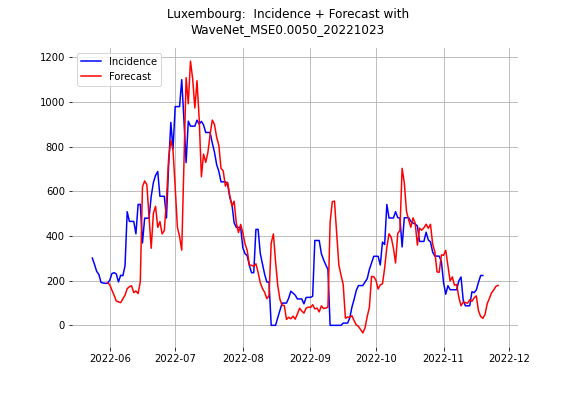 Luxembourg:  Incidence + Forecast with
WaveNet_MSE0.0050_20221023
Incidence
Forecast
1200
1000
800
600
400
200
0
2022-06 2022-07 2022-08 2022-09 2022-10 2022-11 2022-12